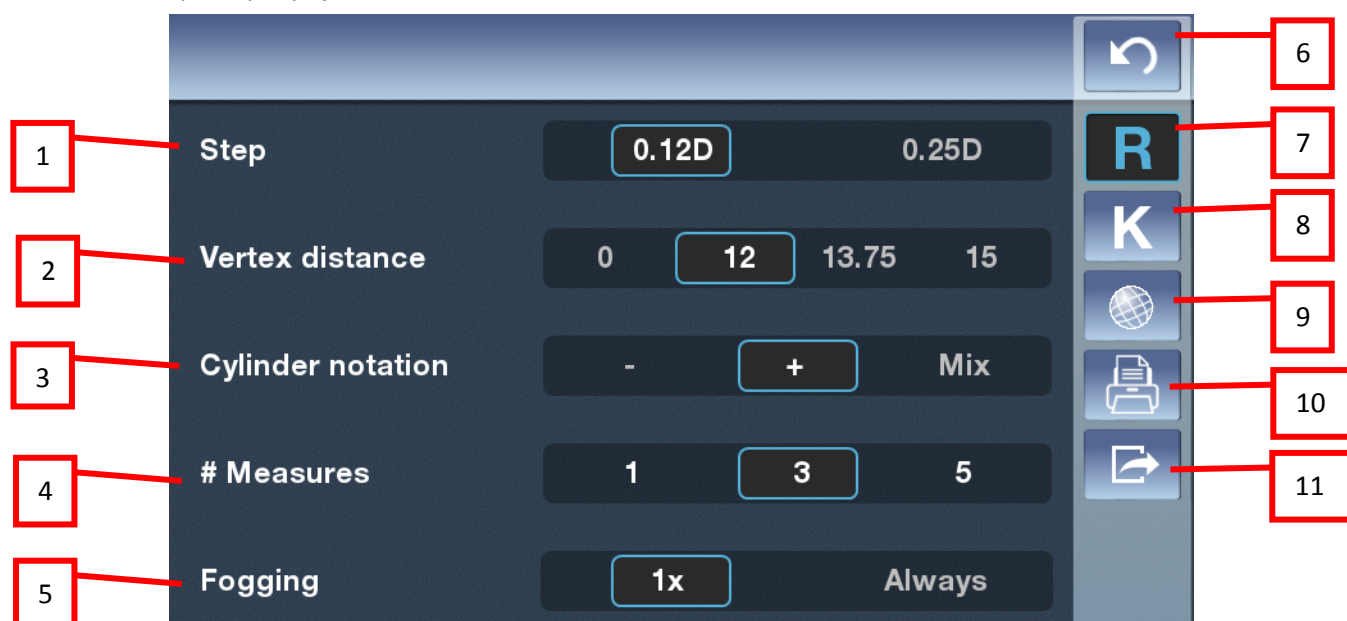 6
1 Step 0.12D 0.25D R 7
K 8
2 Vertex distance 0 12 13.75 15
9
3 Cylinder notation - + Mix
10
4 # Measures 1 3 5 11
5 Fogging 1x Always